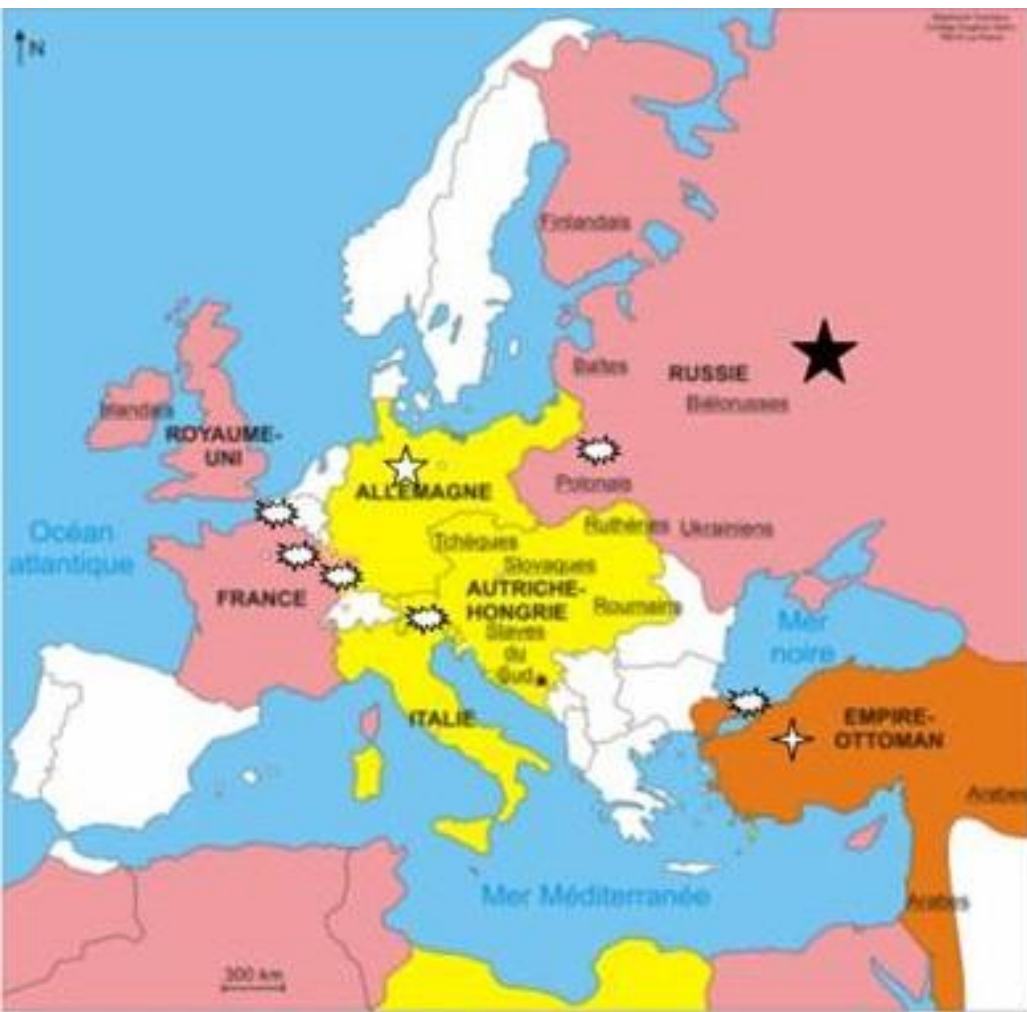 N
Finlandais
Baltes
RUSSIE
Biélorusses
Irlandais
ROYAUME-
UNI
Polonais
ALLEMAGNE
Océan
atlantique
Ruthènes
Ukrainiens
Tchèques
Slovaques
FRANCE
AUTRICHE-
HONGRIE
Roumains
Slaves
du
Sud
Mer
noire
ITALIE
EMPIRE-
OTTOMAN
Arabes
Mer Méditerranée
Arabes
300 km